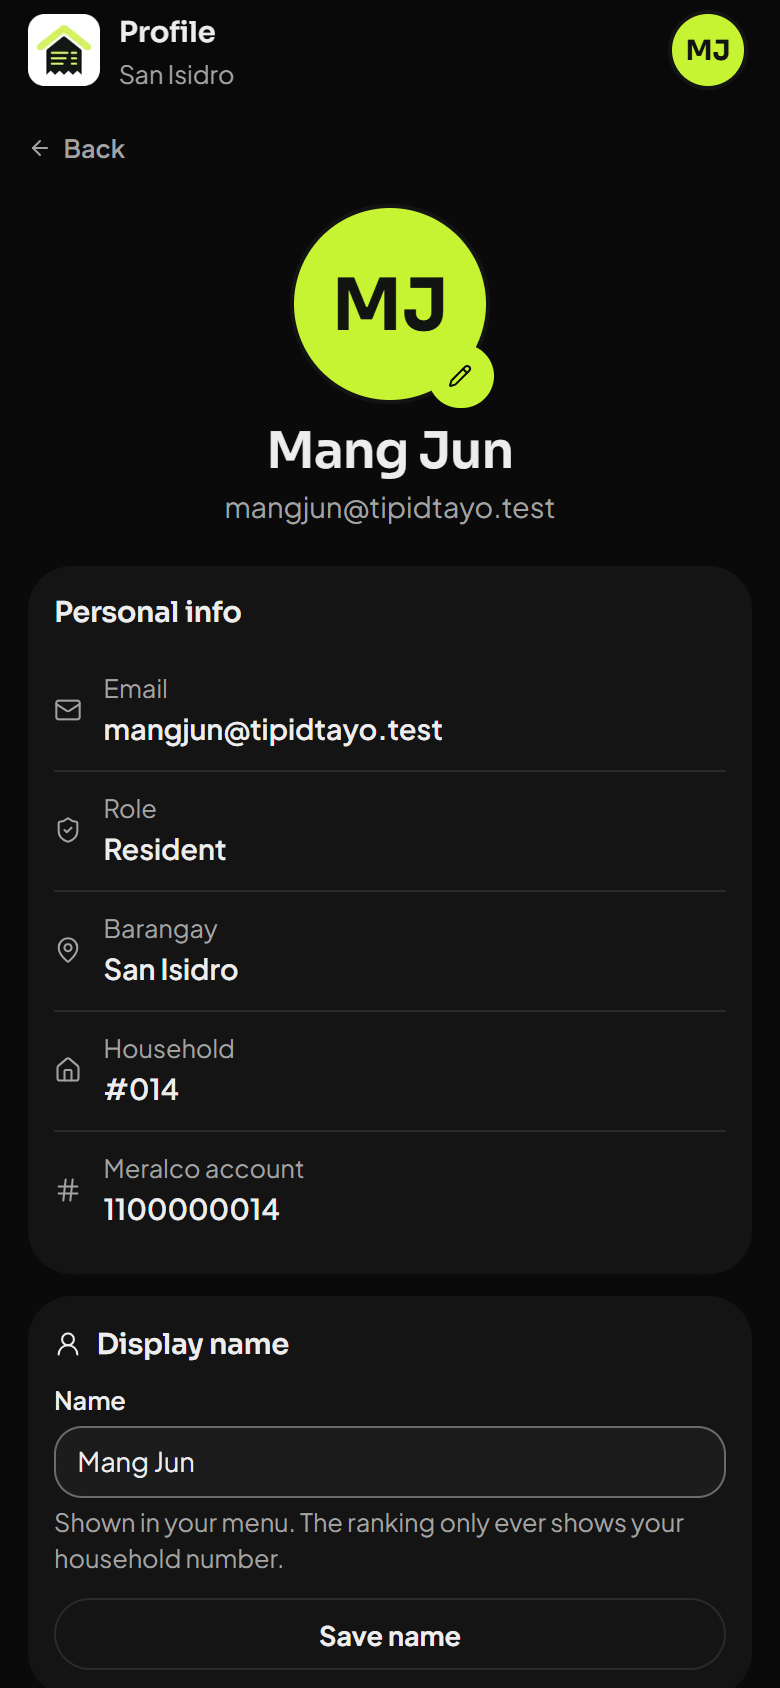 Profile
San Isidro
MJ
Back
MJ
Mang Jun
mangjun@tipidtayo.test
Personal info
Email
mangjun@tipidtayo.test
Role
Resident
Barangay
San Isidro
Household
#014
Meralco account
1100000014
Display name
Name
Mang Jun
Shown in your menu. The ranking only ever shows your
household number.
Save name